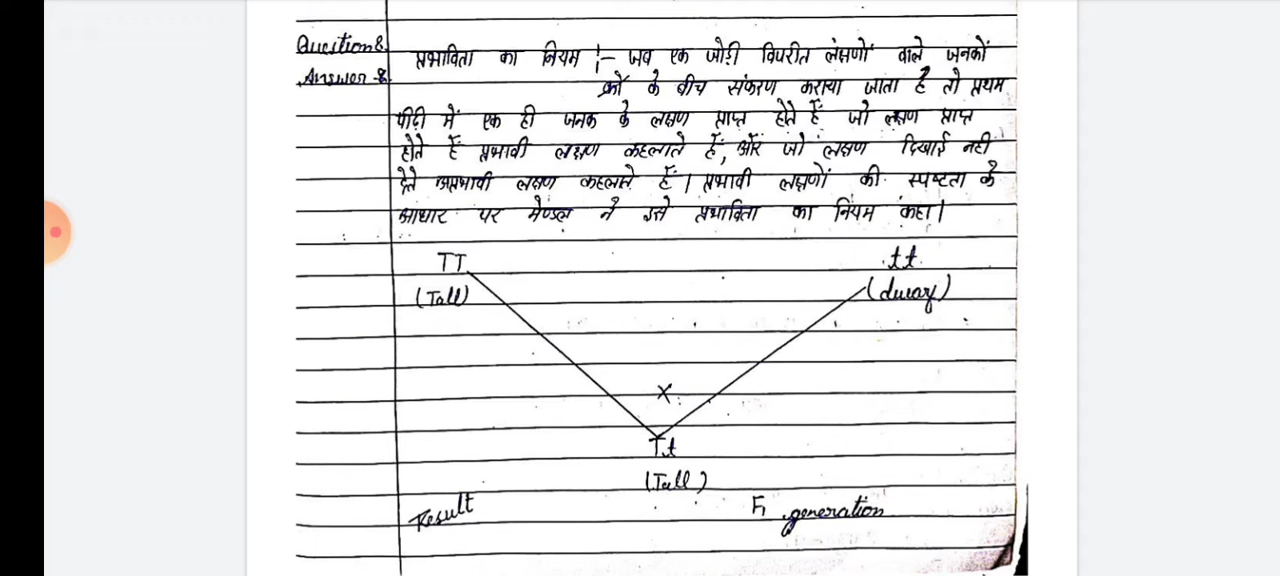 Question 8.
Answer - 8. प्रभाविता का नियम :- जब एक जोड़ी विपरीत लक्षणों वाले जनकों
को के बीच संकरण कराया जाता है तो प्रथम
पीढ़ी में एक ही जनक के लक्षण प्राप्त होते हैं जो लक्षण प्राप्त
होते हैं प्रभावी लक्षण कहलाते हैं, और जो लक्षण दिखाई नहीं
देते अप्रभावी लक्षण कहलाते हैं। प्रभावी लक्षणों की स्पष्टता के
आधार पर मेण्डल ने इसे प्रभाविता का नियम कहा।
TT tt
(Tall) (dwarf)
X
Tt
(Tall)
Result F1 generation